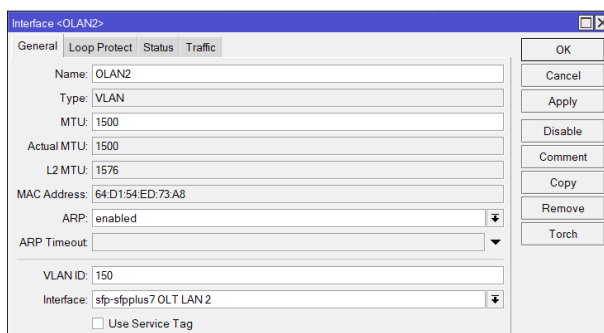 Interface <OLAN2>
General Loop Protect Status Traffic
Name: OLAN2
Type: VLAN
MTU: 1500
Actual MTU: 1500
L2 MTU: 1576
MAC Address: 64:D1:54:ED:73:A8
ARP: enabled
ARP Timeout:
VLAN ID: 150
Interface: sfp-sfpplus7 OLT LAN 2
Use Service Tag
OK
Cancel
Apply
Disable
Comment
Copy
Remove
Torch